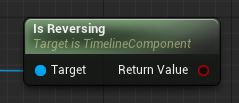 Is Reversing
Target is TimelineComponent
Target Return Value